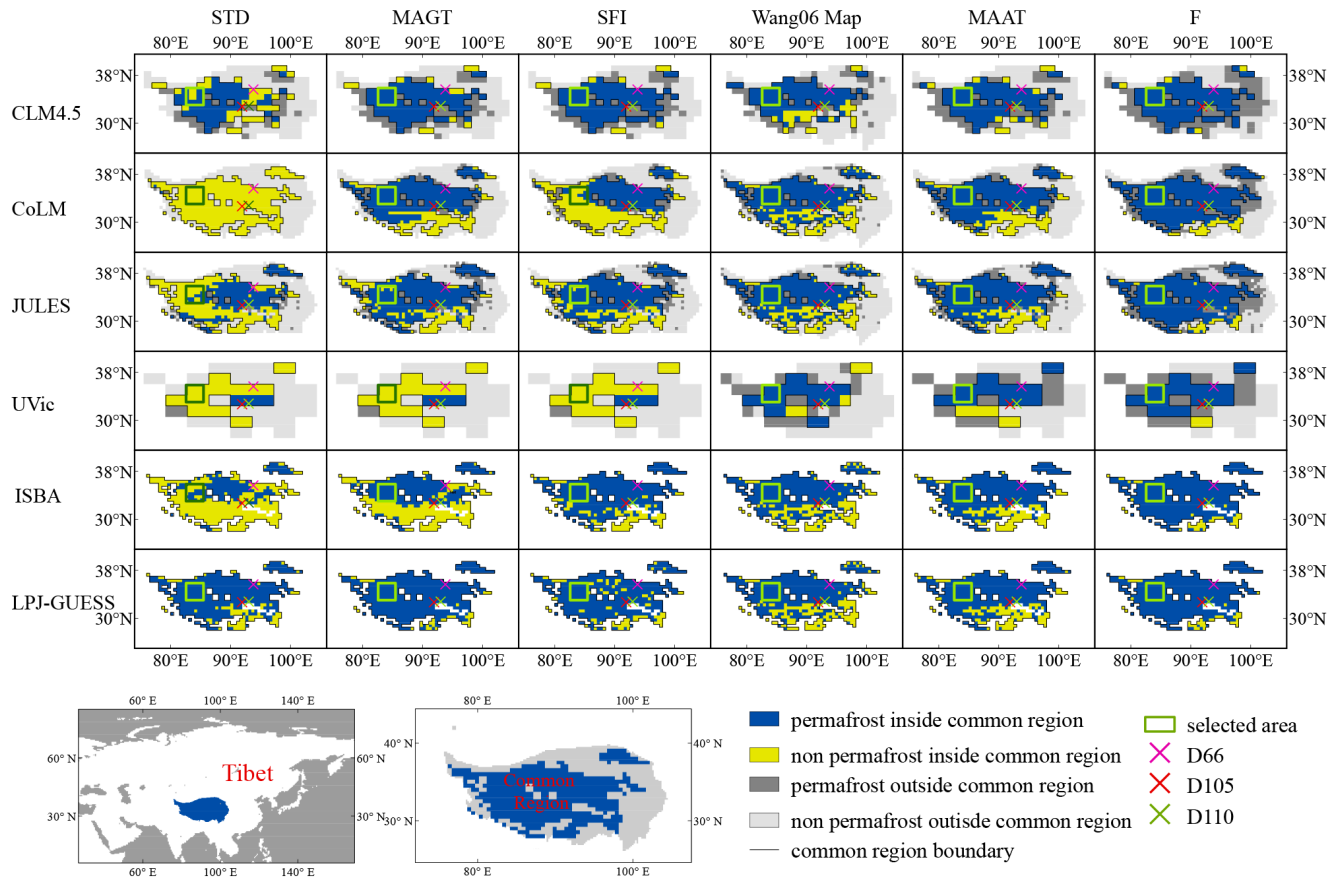 STD MAGT SFI Wang06 Map MAAT F
80°E 90°E 100°E 80°E 90°E 100°E 80°E 90°E 100°E 80°E 90°E 100°E 80°E 90°E 100°E 80°E 90°E 100°E
38°N 38°N
CLM4.5
30°N 30°N
38°N 38°N
CoLM
30°N 30°N
38°N 38°N
JULES
30°N 30°N
38°N 38°N
UVic
30°N 30°N
38°N 38°N
ISBA
30°N 30°N
38°N 38°N
LPJ-GUESS
30°N 30°N
80°E 90°E 100°E 80°E 90°E 100°E 80°E 90°E 100°E 80°E 90°E 100°E 80°E 90°E 100°E 80°E 90°E 100°E
60° E 100° E 140° E
60° N 60° N
Tibet
30° N 30° N
60° E 100° E 140° E
80° E 100° E
40° N 40° N
Common
Region
30° N 30° N
80° E 100° E
permafrost inside common region
non permafrost inside common region
permafrost outside common region
non permafrost outisde common region
common region boundary
selected area
D66
D105
D110